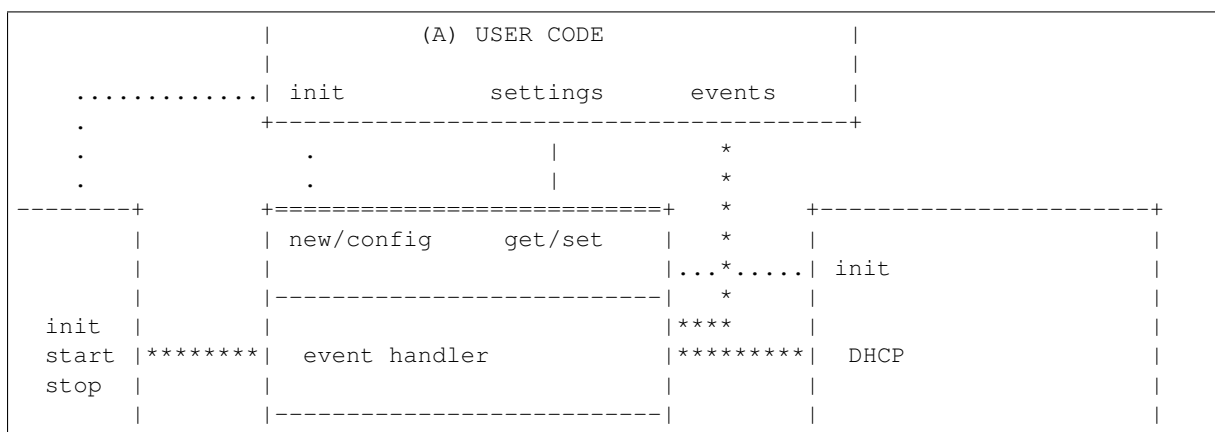 (A) USER CODE
init settings events
new/config get/set
init
init
start event handler DHCP
stop